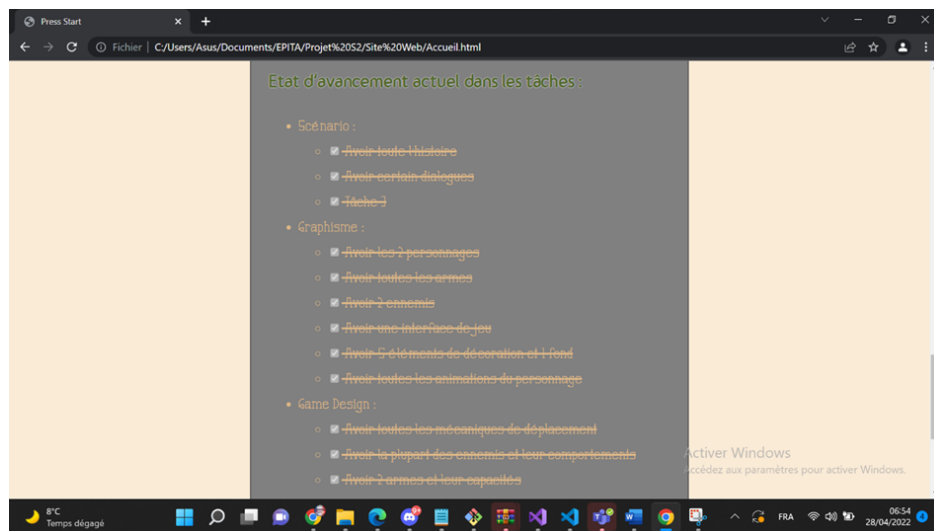 Press Start
Fichier C:/Users/Asus/Documents/EPITA/Projet%20S2/Site%20Web/Accueil.html
Etat d'avancement actuel dans les tâches :
Scénario :
Avoir toute l'histoire
Avoir certain dialogues
Tâche 3
Graphisme :
Avoir les 2 personnages
Avoir toutes les armes
Avoir 2 ennemis
Avoir une interface de jeu
Avoir 5 éléments de décoration et 1 fond
Avoir toutes les animations du personnage
Game Design :
Avoir toutes les mécaniques de déplacement
Avoir la plupart des ennemis et leur comportements
Avoir 2 armes et leur capacités
Activer Windows
Accédez aux paramètres pour activer Windows.
8°C
Temps dégagé
FRA
06:54
28/04/2022